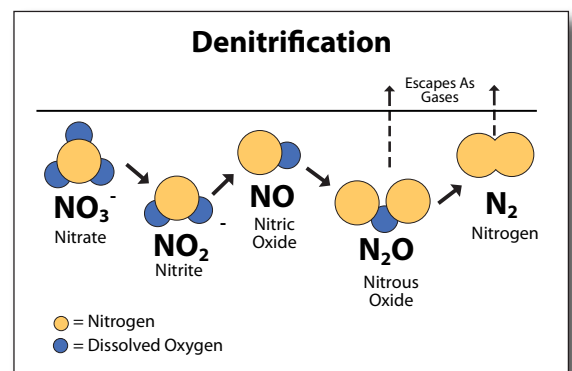 Denitrification
Escapes As
Gases
NO3-
Nitrate
NO2-
Nitrite
NO
Nitric
Oxide
N2O
Nitrous
Oxide
N2
Nitrogen
= Nitrogen
= Dissolved Oxygen